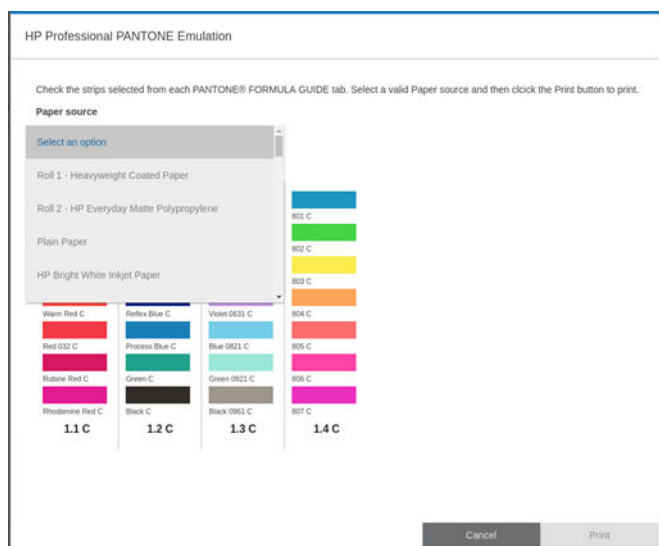 HP Professional PANTONE Emulation
Check the strips selected from each PANTONE® FORMULA GUIDE tab. Select a valid Paper source and then clcick the Print button to print.
Paper source
Select an option
Roll 1 - Heavyweight Coated Paper
Roll 2 - HP Everyday Matte Polypropylene
Plain Paper
HP Bright White Inkjet Paper
801 C
802 C
803 C
Warm Red C Reflex Blue C Violet 0631 C 804 C
Red 032 C Process Blue C Blue 0821 C 805 C
Rubine Red C Green C Green 0921 C 806 C
Rhodamine Red C Black C Black 0961 C 807 C
1.1 C 1.2 C 1.3 C 1.4 C
Cancel Print